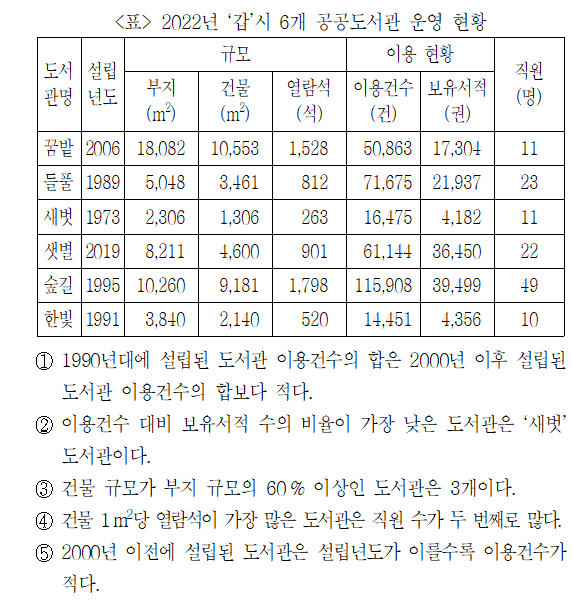 <표> 2022년 ‘갑’시 6개 공공도서관 운영 현황
도서관명 설립년도 규모 이용 현황 직원(명)
부지(m²) 건물(m²) 열람석(석) 이용건수(건) 보유서적(권)
꿈밭 2006 18,082 10,553 1,528 50,863 17,304 11
들풀 1989 5,048 3,461 812 71,675 21,937 23
새벗 1973 2,306 1,306 263 16,475 4,182 11
샛별 2019 8,211 4,600 901 61,144 36,450 22
숲길 1995 10,260 9,181 1,798 115,908 39,499 49
한빛 1991 3,840 2,140 520 14,451 4,356 10
① 1990년대에 설립된 도서관 이용건수의 합은 2000년 이후 설립된
도서관 이용건수의 합보다 적다.
② 이용건수 대비 보유서적 수의 비율이 가장 낮은 도서관은 ‘새벗’
도서관이다.
③ 건물 규모가 부지 규모의 60 % 이상인 도서관은 3개이다.
④ 건물 1 m²당 열람석이 가장 많은 도서관은 직원 수가 두 번째로 많다.
⑤ 2000년 이전에 설립된 도서관은 설립년도가 이를수록 이용건수가
적다.